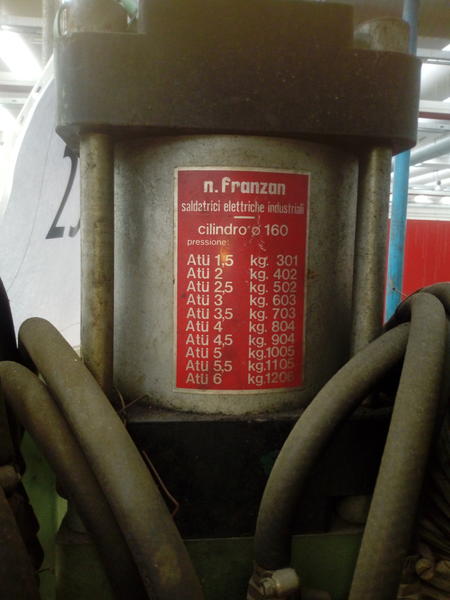 n. franzan
saldatrici elettriche industriali
cilindro ø 160
pressione:
Atü 1,5 kg. 301
Atü 2 kg. 402
Atü 2,5 kg. 502
Atü 3 kg. 603
Atü 3,5 kg. 703
Atü 4 kg. 804
Atü 4,5 kg. 904
Atü 5 kg. 1005
Atü 5,5 kg. 1105
Atü 6 kg. 1206